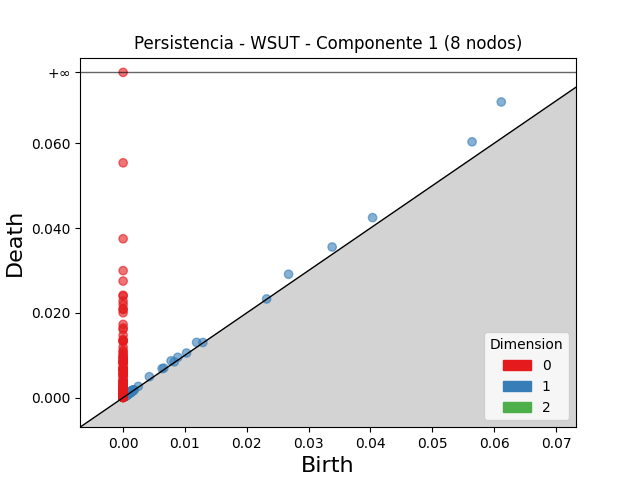 Persistencia - WSUT - Componente 1 (8 nodos)
+∞
0.060
0.040
0.020
0.000
Death
0.00 0.01 0.02 0.03 0.04 0.05 0.06 0.07
Birth
Dimension
0
1
2